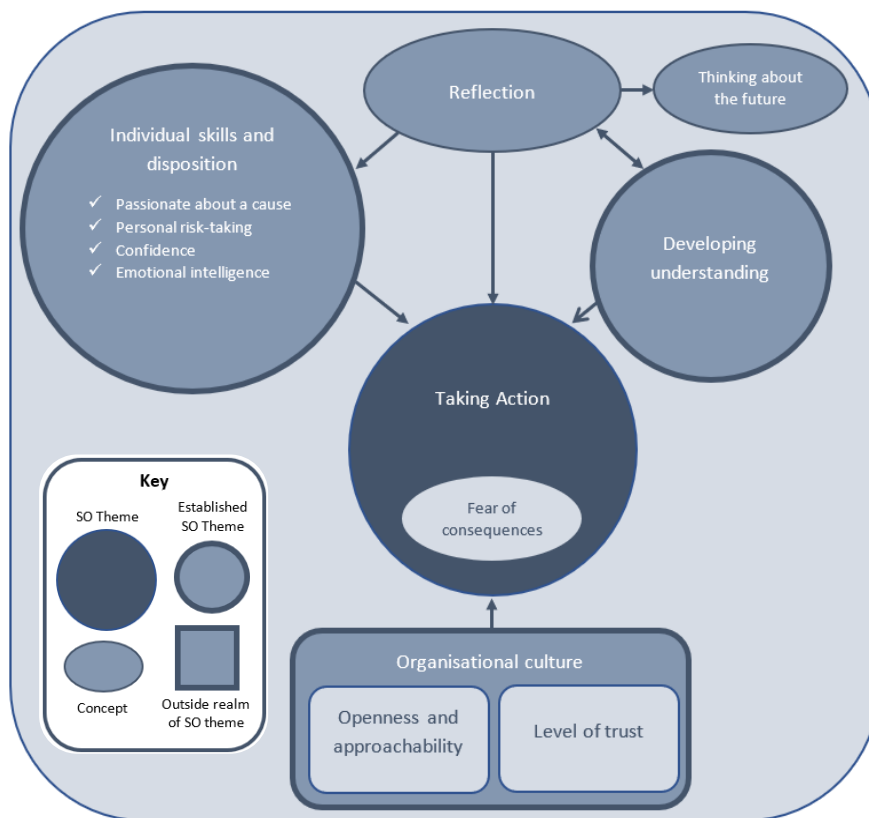 Reflection
Thinking about
the future
Individual skills and
disposition
✓ Passionate about a cause
✓ Personal risk-taking
✓ Confidence
✓ Emotional intelligence
Developing
understanding
Taking Action
Fear of
consequences
Key
SO Theme
Established
SO Theme
Concept
Outside realm
of SO theme
Organisational culture
Openness and
approachability
Level of trust